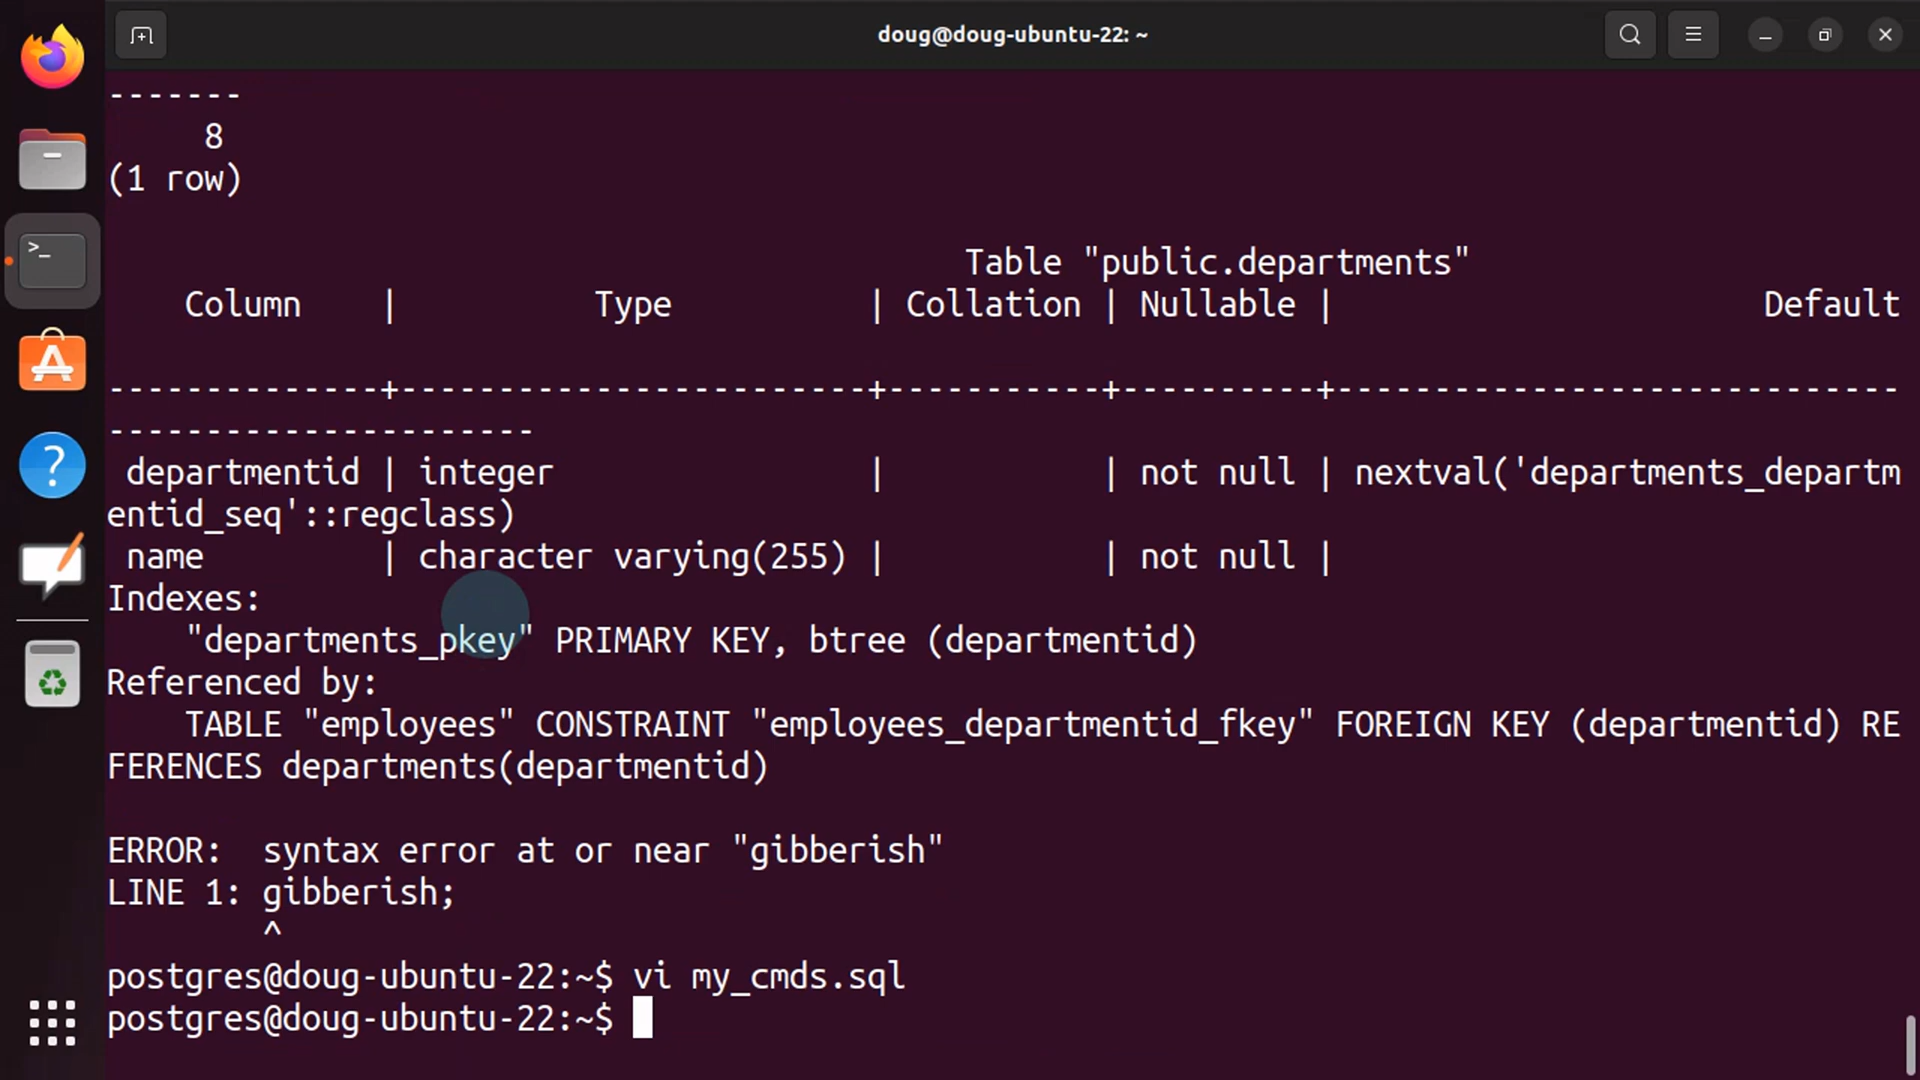 doug@doug-ubuntu-22: ~
-------
8
(1 row)
Table "public.departments"
Column | Type | Collation | Nullable | Default
--------------+------------------------+-----------+----------+-----------------------------
----------------------
departmentid | integer | | not null | nextval('departments_departm
entid_seq'::regclass)
name | character varying(255) | | not null |
Indexes:
"departments_pkey" PRIMARY KEY, btree (departmentid)
Referenced by:
TABLE "employees" CONSTRAINT "employees_departmentid_fkey" FOREIGN KEY (departmentid) RE
FERENCES departments(departmentid)
ERROR: syntax error at or near "gibberish"
LINE 1: gibberish;
^
postgres@doug-ubuntu-22:~$ vi my_cmds.sql
postgres@doug-ubuntu-22:~$